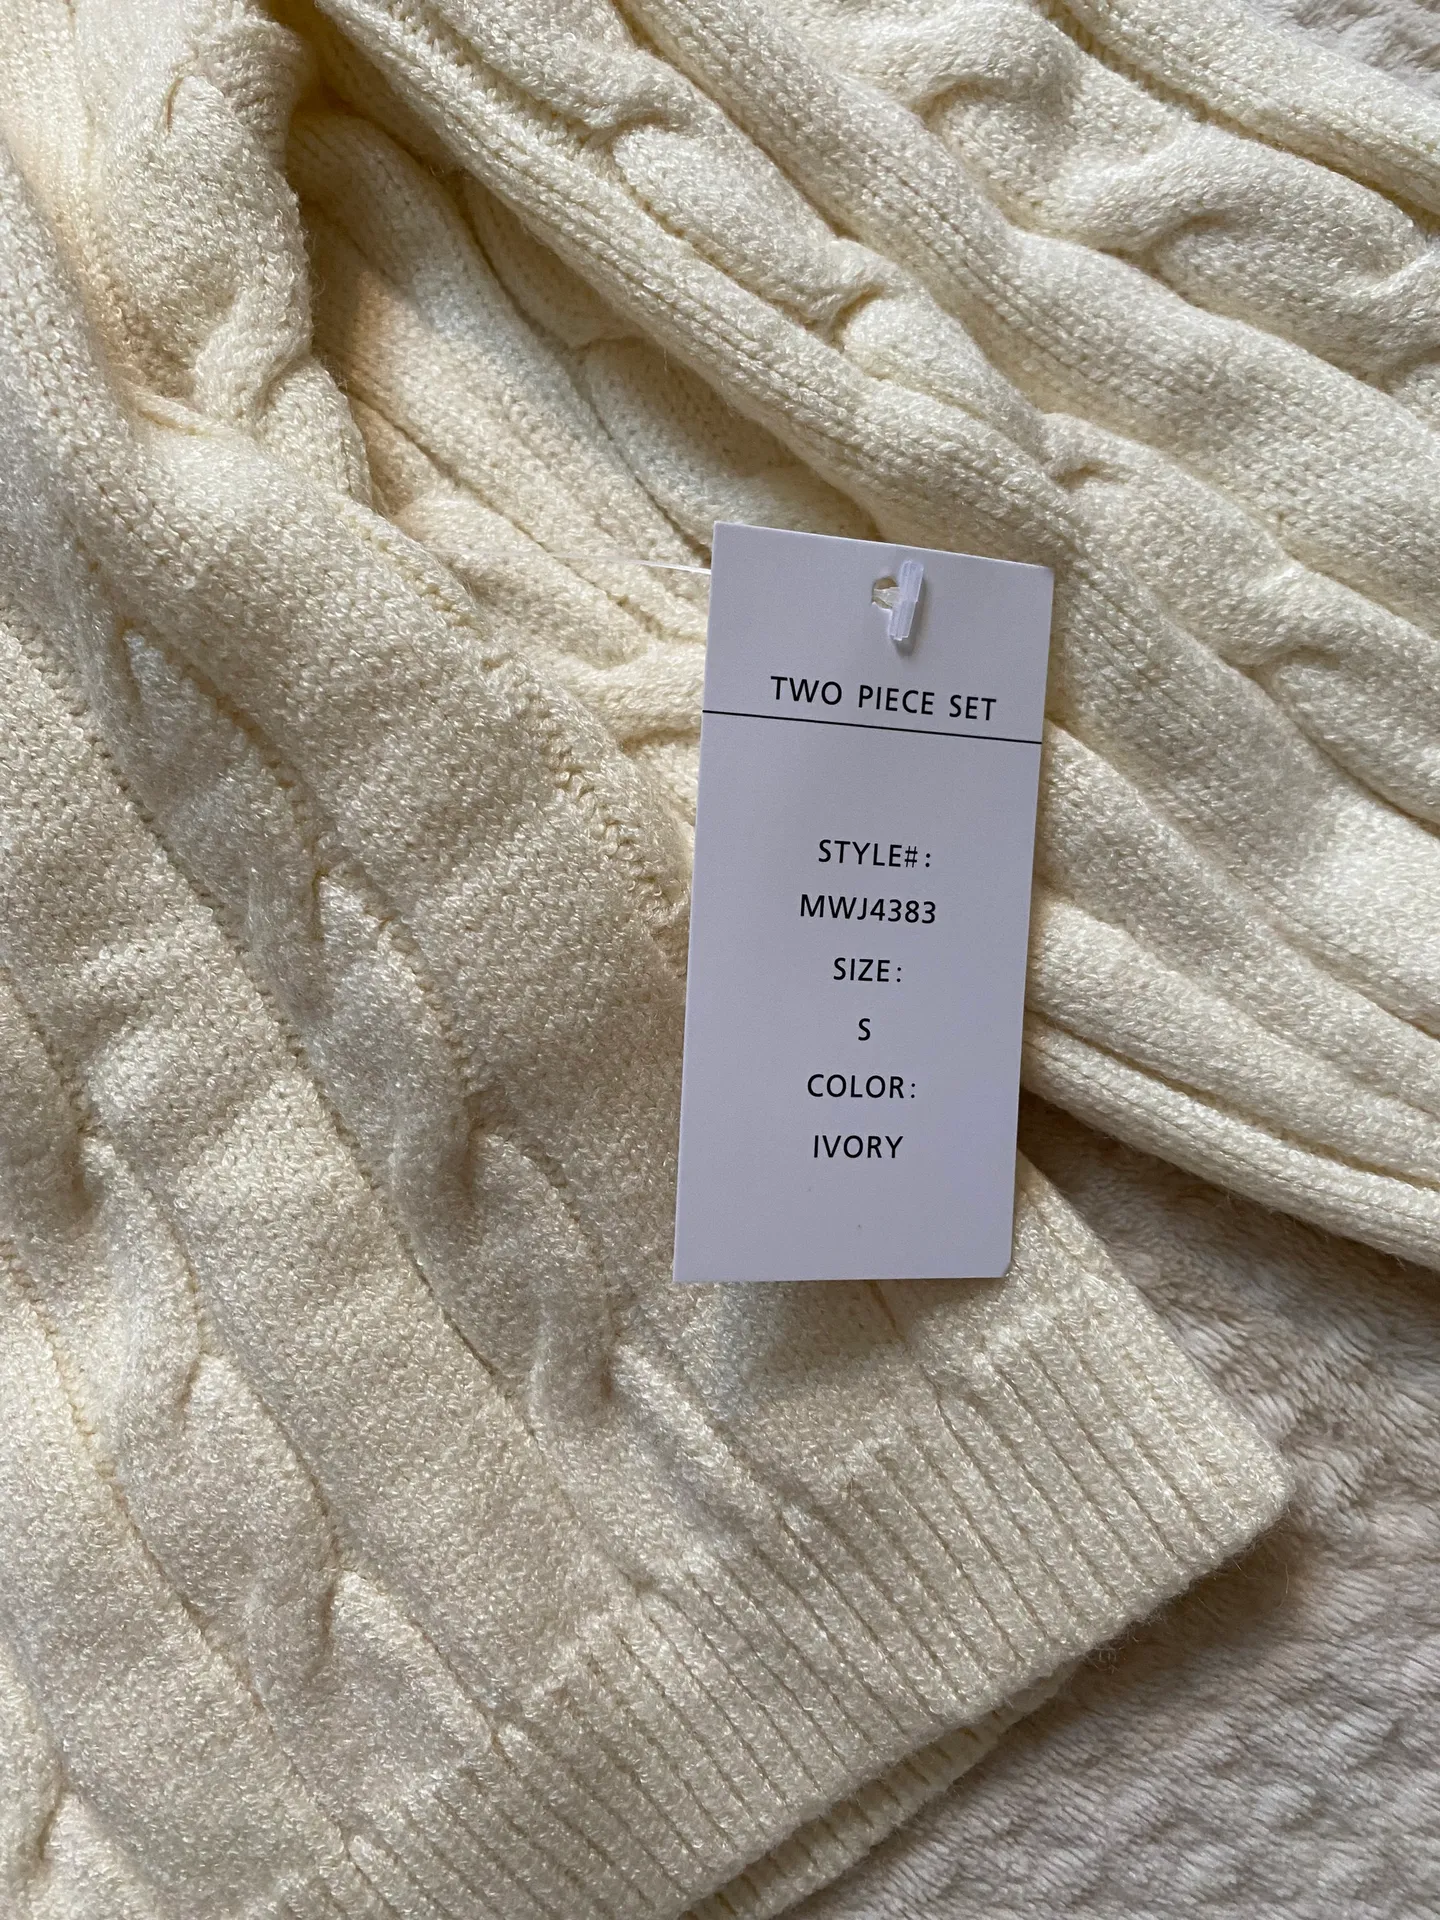 TWO PIECE SET
STYLE#:
MWJ4383
SIZE:
S
COLOR:
IVORY